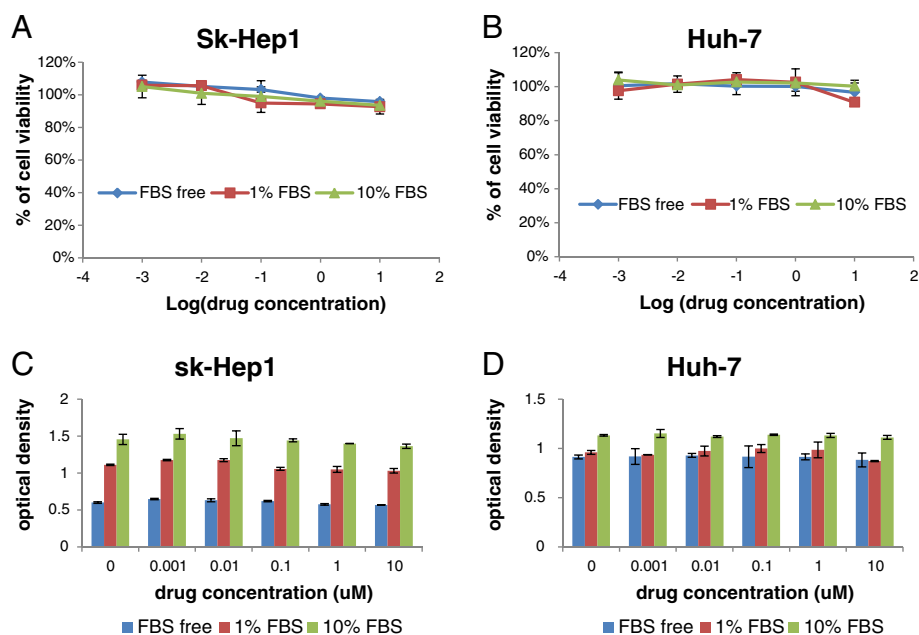 A
Sk-Hep1
120%
100%
80%
60%
40%
20%
0%
% of cell viability
FBS free 1% FBS 10% FBS
-4 -3 -2 -1 0 1 2
Log(drug concentration)
B
Huh-7
120%
100%
80%
60%
40%
20%
0%
% of cell viability
FBS free 1% FBS 10% FBS
-4 -3 -2 -1 0 1 2
Log (drug concentration)
C
sk-Hep1
2
1.5
1
0.5
0
optical density
0 0.001 0.01 0.1 1 10
drug concentration (uM)
FBS free 1% FBS 10% FBS
D
Huh-7
1.5
1
0.5
0
optical density
0 0.001 0.01 0.1 1 10
drug concentration (uM)
FBS free 1% FBS 10% FBS